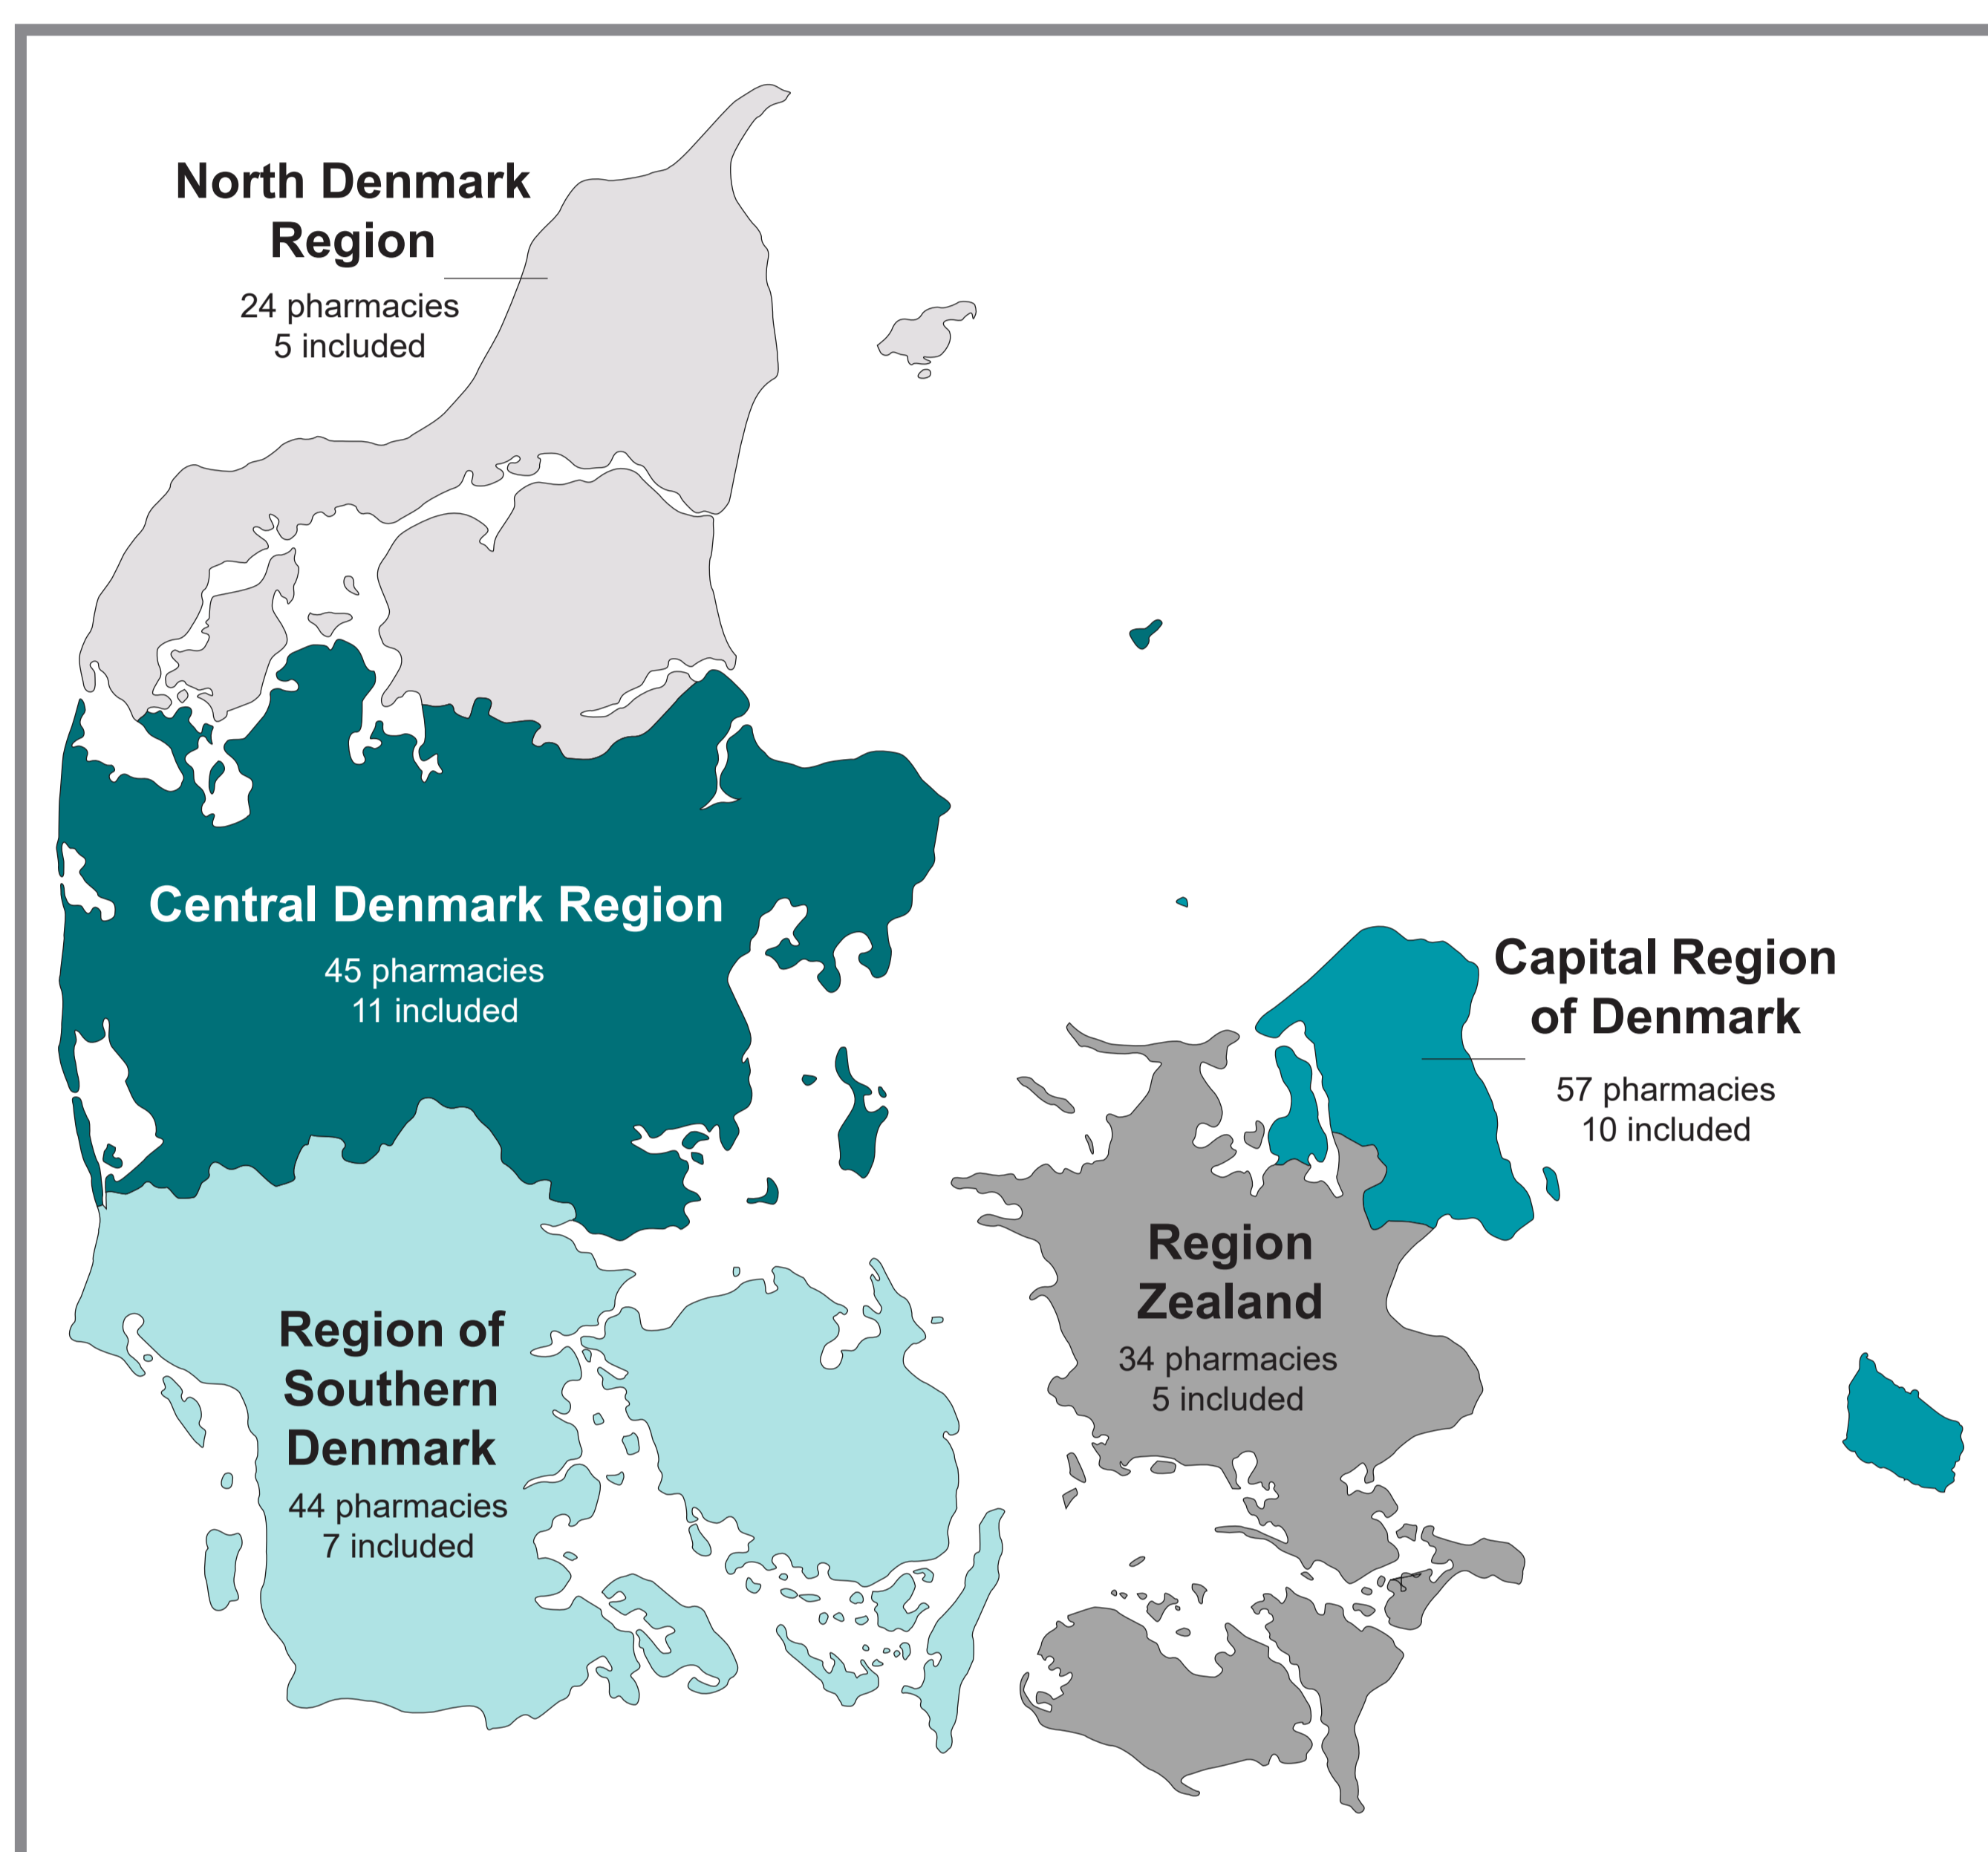 North Denmark
Region
24 pharmacies
5 included
Central Denmark Region
45 pharmacies
11 included
Capital Region
of Denmark
57 pharmacies
10 included
Region
Zealand
34 pharmacies
5 included
Region of
Southern
Denmark
44 pharmacies
7 included